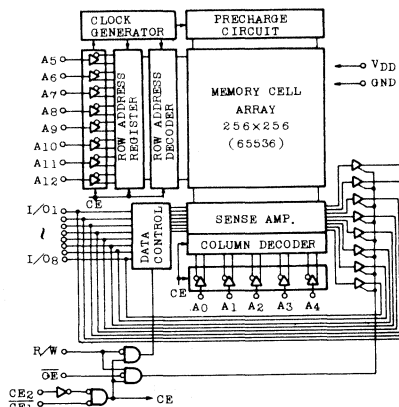 CLOCK GENERATOR
PRECHARGE CIRCUIT
A5
A6
A7
A8
A9
A10
A11
A12
CE
ROW ADDRESS REGISTER
ROW ADDRESS DECODER
MEMORY CELL
ARRAY
256×256
(65536)
VDD
GND
I/O1
≀
I/O8
DATA CONTROL
SENSE AMP.
COLUMN DECODER
CE
A0 A1 A2 A3 A4
R/W
OE
CE2
CE1
CE